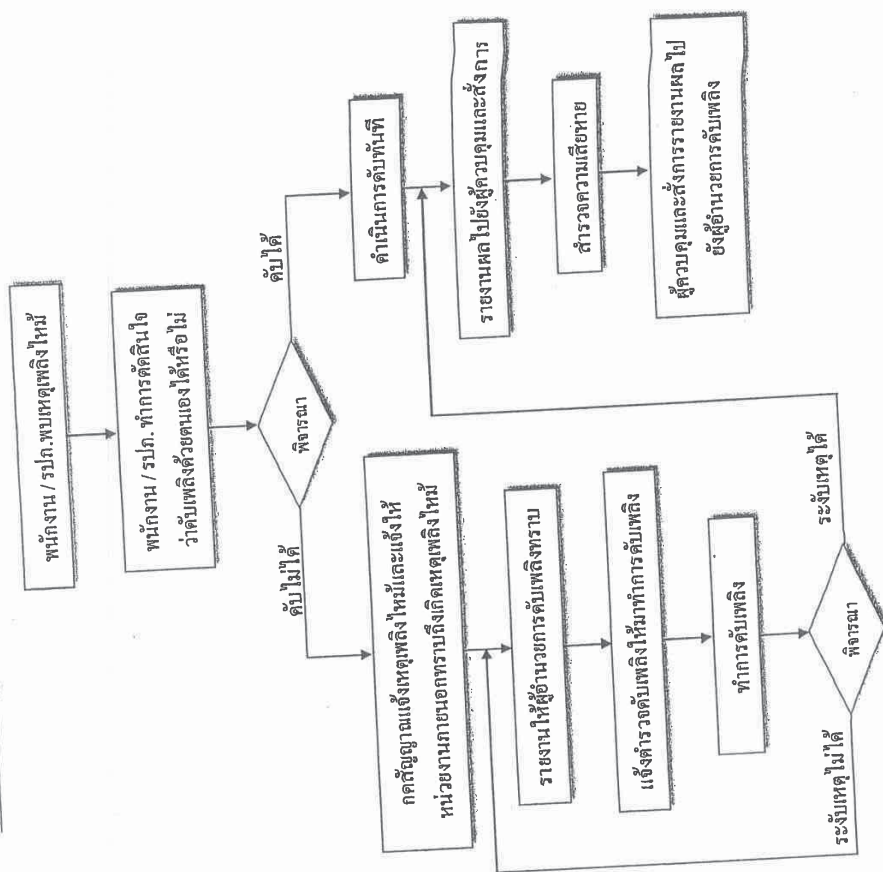 พนักงาน / รปภ.พบเหตุเพลิงไหม้
พนักงาน / รปภ. ทำการตัดสินใจ
ว่าดับเพลิงด้วยตนเองได้หรือไม่
พิจารณา
ดับไม่ได้
ดับได้
กดสัญญาณแจ้งเหตุเพลิงไหม้และแจ้งให้
หน่วยงานภายนอกทราบถึงเกิดเหตุเพลิงไหม้
รายงานให้ผู้อำนวยการดับเพลิงทราบ
แจ้งตำรวจดับเพลิงให้มาทำการดับเพลิง
ทำการดับเพลิง
พิจารณา
ระงับเหตุไม่ได้
ระงับเหตุได้
ดำเนินการดับทันที
รายงานผลไปยังผู้ควบคุมและสั่งการ
สำรวจความเสียหาย
ผู้ควบคุมและสั่งการรายงานผลไป
ยังผู้อำนวยการดับเพลิง